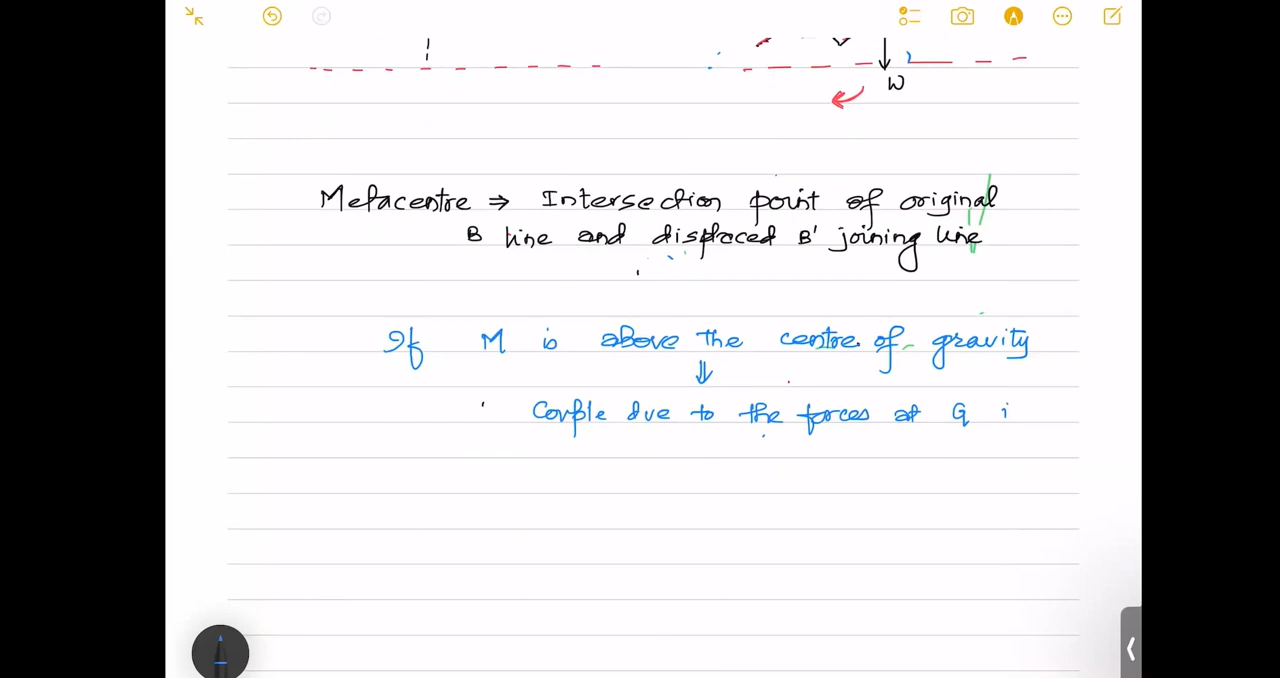 W
Metacentre ⇒ Intersection point of original
B line and displaced B' joining line
If M is above the centre of gravity
⇓
Couple due to the forces at G i